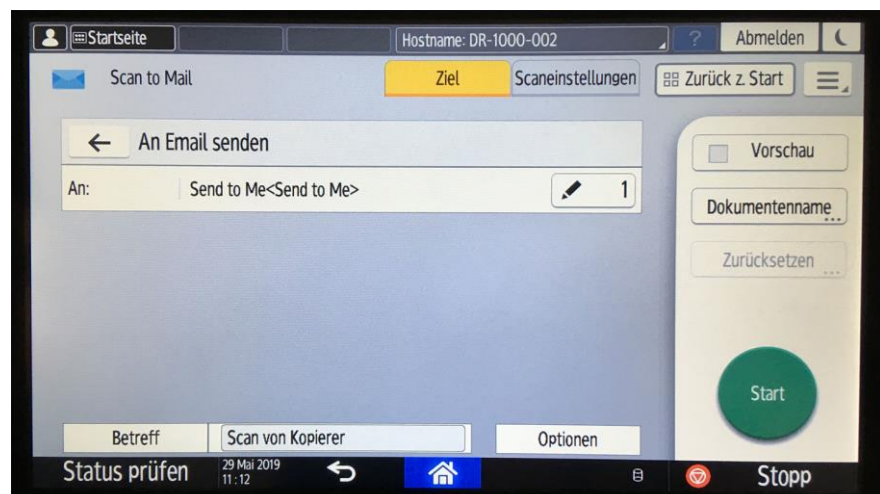 Startseite
Hostname: DR-1000-002
?
Abmelden
Scan to Mail
Ziel
Scaneinstellungen
Zurück z. Start
An Email senden
Vorschau
An:
Send to Me<Send to Me>
1
Dokumentenname...
Zurücksetzen ...
Start
Betreff
Scan von Kopierer
Optionen
Status prüfen
29 Mai 2019
11 : 12
Stopp